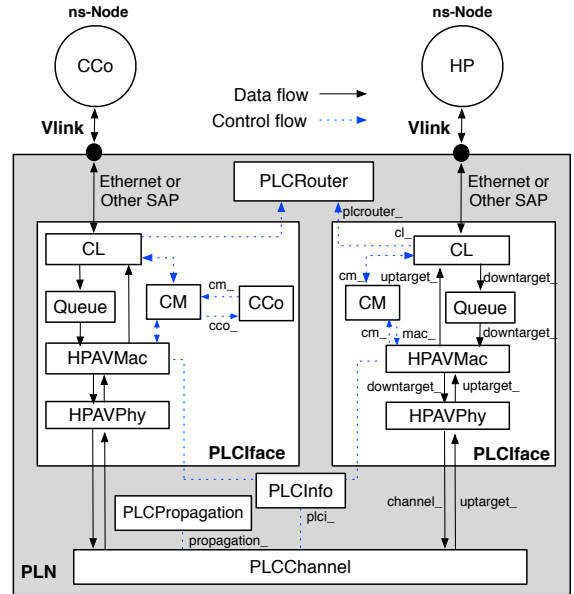 ns-Node
ns-Node
CCo
HP
Data flow
Control flow
Vlink
Vlink
Ethernet or
Other SAP
PLCRouter
Ethernet or
Other SAP
plcrouter_
cl_
CL
CL
cm_
uptarget_
downtarget_
Queue
CM
cm_
CCo
cco_
CM
Queue
cm_
mac_
downtarget_
HPAVMac
HPAVMac
downtarget_
uptarget_
HPAVPhy
HPAVPhy
PLCIface
PLCIface
PLCInfo
PLCPropagation
plci_
channel_
uptarget_
propagation_
PLCChannel
PLN